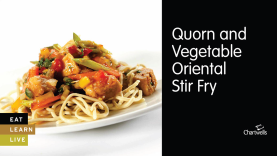 Quorn and
Vegetable
Oriental
Stir Fry
EAT
LEARN
LIVE
Chartwells